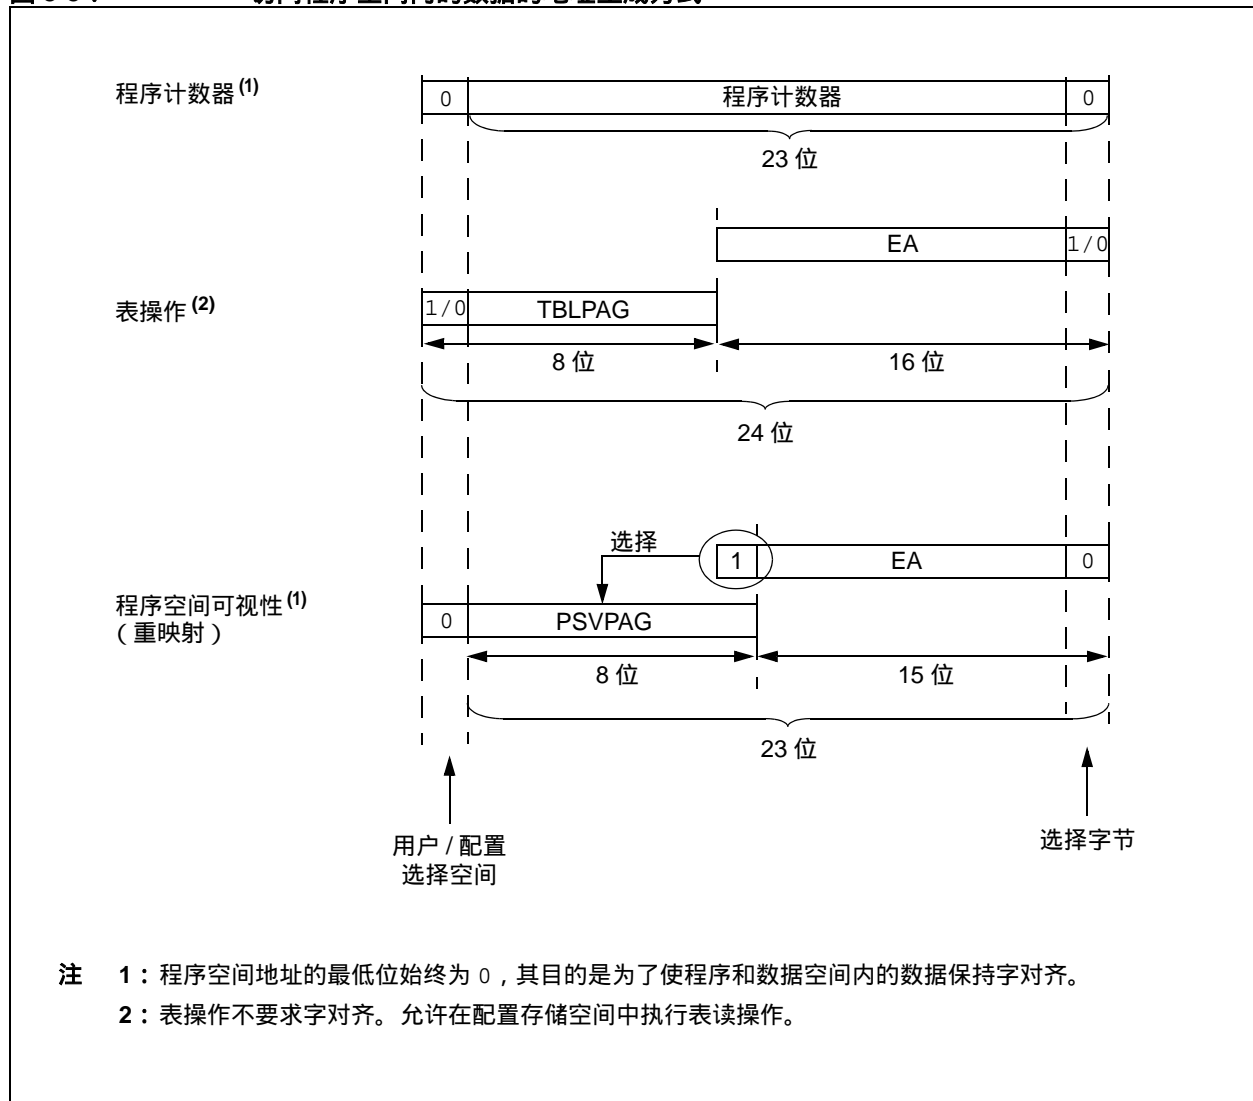 程序计数器(1)
0 程序计数器 0
23 位
EA 1/0
表操作(2)
1/0 TBLPAG
8 位 16 位
24 位
选择
1 EA 0
程序空间可视性(1)
(重映射)
0 PSVPAG
8 位 15 位
23 位
用户 / 配置
选择空间
选择字节
注 1:程序空间地址的最低位始终为 0,其目的是为了使程序和数据空间内的数据保持字对齐。
2:表操作不要求字对齐。允许在配置存储空间中执行表读操作。